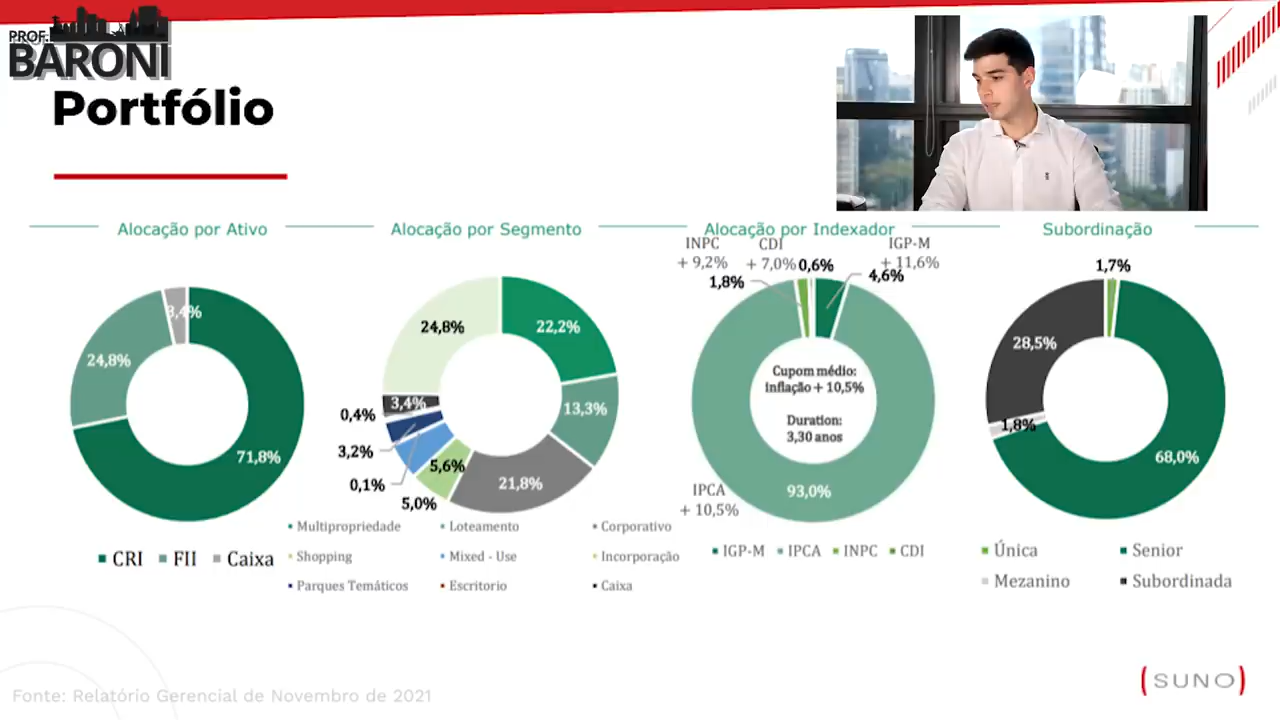 PROF.
BARONI
Portfólio
Alocação por Ativo
3,4%
24,8%
71,8%
CRI
FII
Caixa
Alocação por Segmento
24,8%
22,2%
13,3%
21,8%
5,6%
5,0%
0,1%
3,2%
0,4%
3,4%
Multipropriedade
Loteamento
Corporativo
Shopping
Mixed - Use
Incorporação
Parques Temáticos
Escritorio
Caixa
Alocação por Indexador
INPC
+ 9,2%
1,8%
CDI
+ 7,0%
0,6%
IGP-M
+ 11,6%
4,6%
Cupom médio:
inflação + 10,5%
Duration:
3,30 anos
IPCA
+ 10,5%
93,0%
IGP-M
IPCA
INPC
CDI
Subordinação
1,7%
28,5%
1,8%
68,0%
Única
Senior
Mezanino
Subordinada
Fonte: Relatório Gerencial de Novembro de 2021
(SUNO)